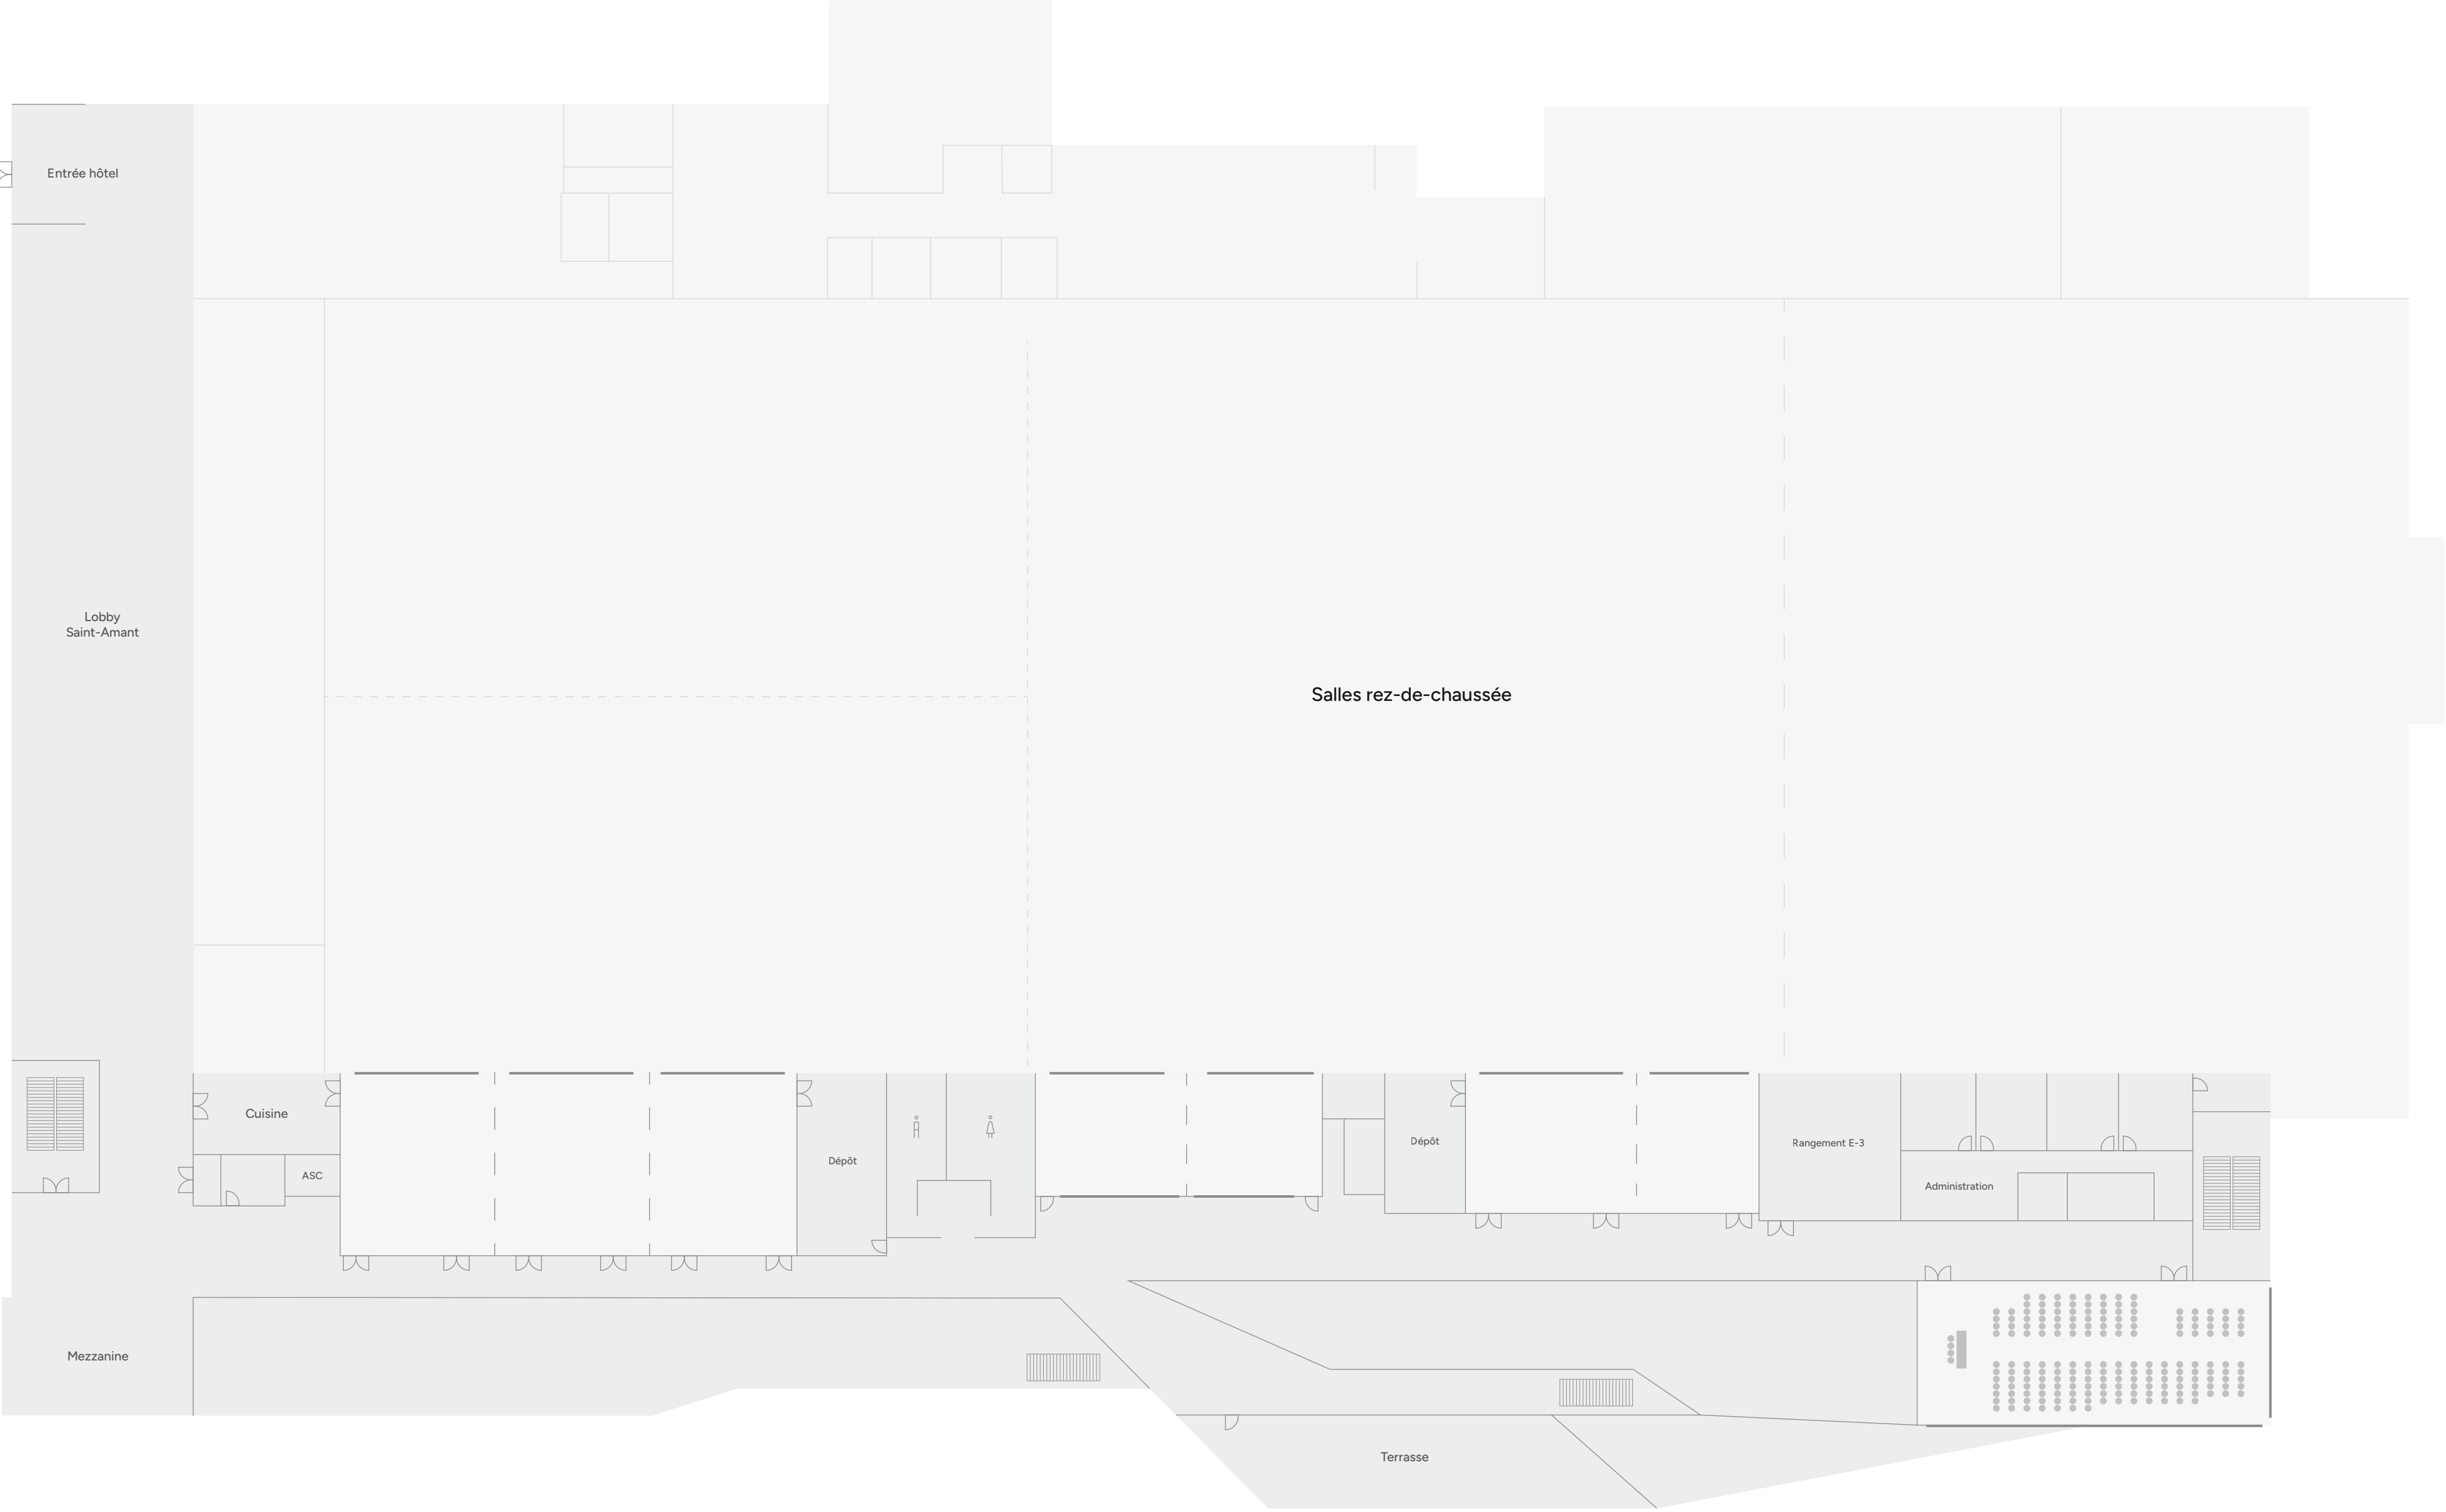 Entrée hôtel
Lobby
Saint-Amant
Salles rez-de-chaussée
Cuisine
ASC
Dépôt
Dépôt
Rangement E-3
Administration
Mezzanine
Terrasse